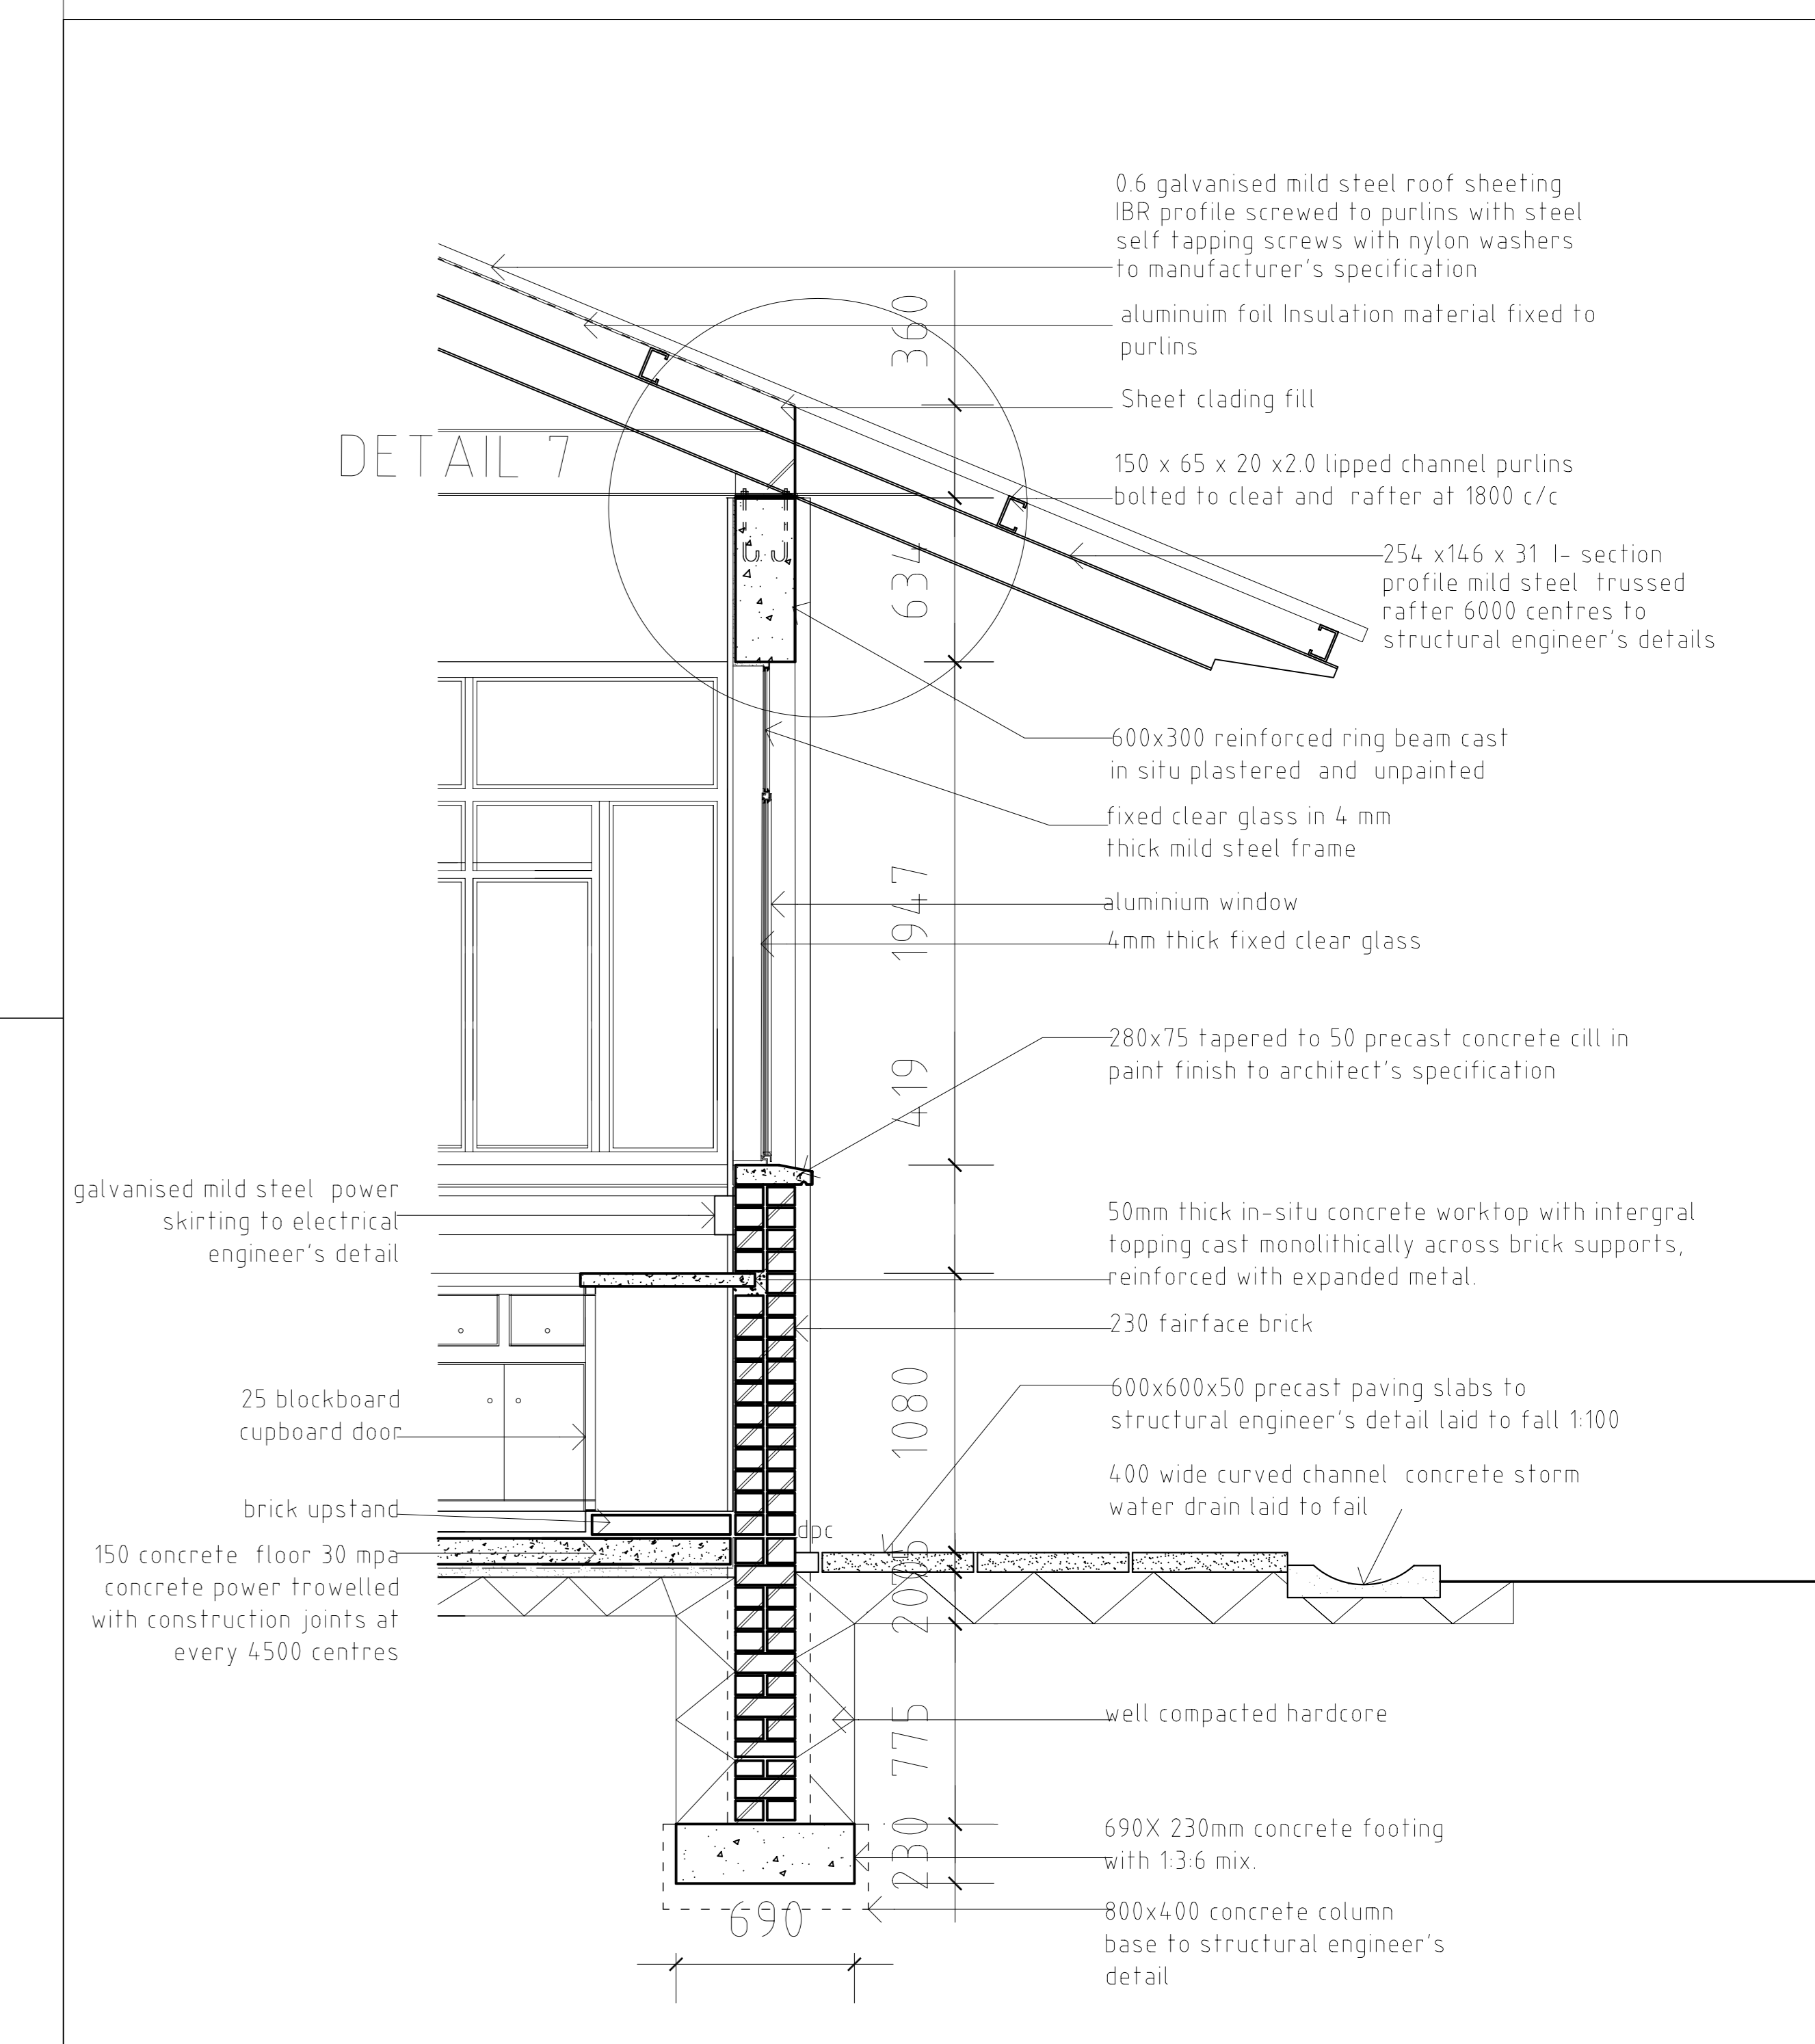 0.6 galvanised mild steel roof sheeting
IBR profile screwed to purlins with steel
self tapping screws with nylon washers
to manufacturer's specification
aluminuim foil Insulation material fixed to
purlins
Sheet clading fill
DETAIL 7
150 x 65 x 20 x2.0 lipped channel purlins
bolted to cleat and rafter at 1800 c/c
254 x146 x 31 I- section
profile mild steel trussed
rafter 6000 centres to
structural engineer's details
600x300 reinforced ring beam cast
in situ plastered and unpainted
fixed clear glass in 4 mm
thick mild steel frame
aluminium window
4mm thick fixed clear glass
280x75 tapered to 50 precast concrete cill in
paint finish to architect's specification
galvanised mild steel power
skirting to electrical
engineer's detail
50mm thick in-situ concrete worktop with intergral
topping cast monolithically across brick supports,
reinforced with expanded metal.
230 fairface brick
25 blockboard
cupboard door
600x600x50 precast paving slabs to
structural engineer's detail laid to fall 1:100
400 wide curved channel concrete storm
water drain laid to fail
brick upstand
dpc
150 concrete floor 30 mpa
concrete power trowelled
with construction joints at
every 4500 centres
well compacted hardcore
690X 230mm concrete footing
with 1:3:6 mix.
800x400 concrete column
base to structural engineer's
detail
360
634
1947
419
1080
775
230
690